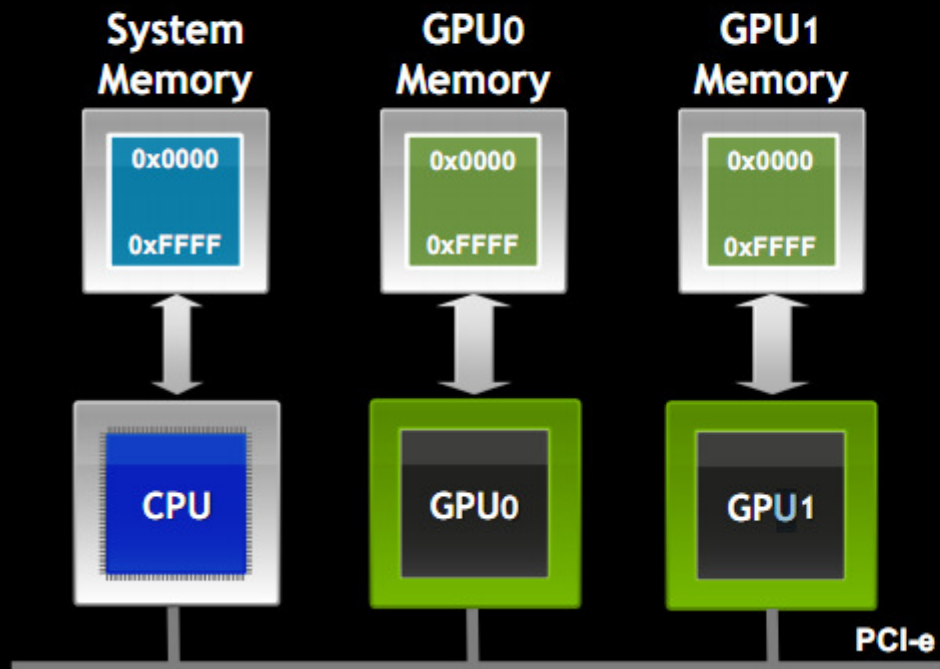 System
Memory
GPU0
Memory
GPU1
Memory
0x0000
0xFFFF
0x0000
0xFFFF
0x0000
0xFFFF
CPU
GPU0
GPU1
PCI-e